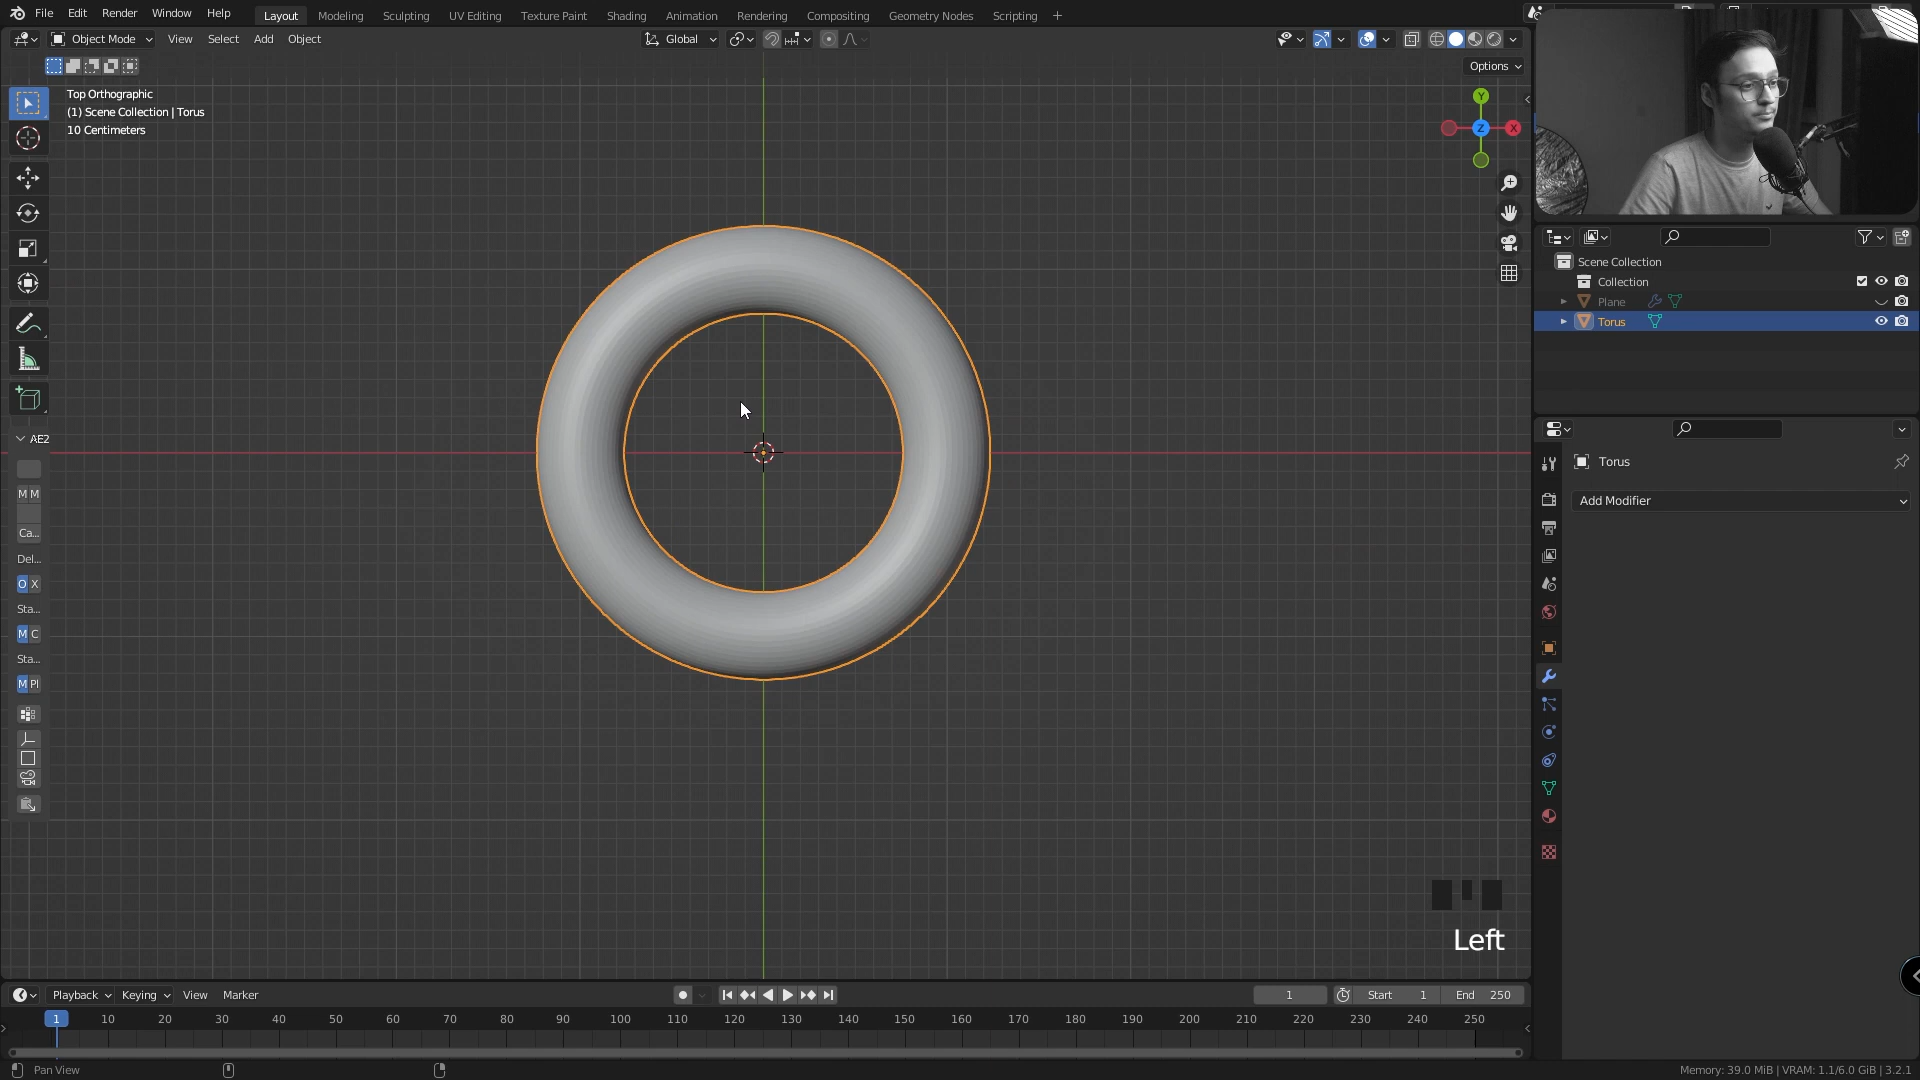 File Edit Render Window Help Layout Modeling Sculpting UV Editing Texture Paint Shading Animation Rendering Compositing Geometry Nodes Scripting
Object Mode View Select Add Object Global
Options
Top Orthographic
(1) Scene Collection | Torus
10 Centimeters
Y
Z
X
AE2
M M
Ca...
Del...
O X
Sta...
M C
Sta...
M Pl
Scene Collection
Collection
Plane
Torus
Torus
Add Modifier
Left
Playback Keying View Marker 1 Start 1 End 250
1 10 20 30 40 50 60 70 80 90 100 110 120 130 140 150 160 170 180 190 200 210 220 230 240 250
Pan View
Memory: 39.0 MiB | VRAM: 1.1/6.0 GiB | 3.2.1